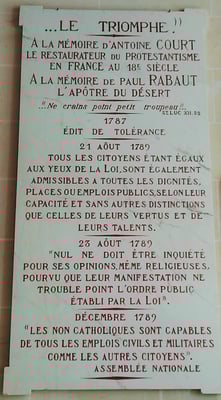 ...LE TRIOMPHE!))
A LA MÉMOIRE D'ANTOINE COURT
LE RESTAURATEUR DU PROTESTANTISME
EN FRANCE AU 18E SIÈCLE
A LA MÉMOIRE DE PAUL RABAUT
L'APÔTRE DU DÉSERT
..."Ne crains point petit troupeau"...
ST LUC XII.32
1787
ÉDIT DE TOLÉRANCE
21 AOÛT 1789
TOUS LES CITOYENS ÉTANT ÉGAUX
AUX YEUX DE LA LOI, SONT ÉGALEMENT
ADMISSIBLES A TOUTES LES DIGNITÉS,
PLACES OU EMPLOIS PUBLICS, SELON LEUR
CAPACITÉ ET SANS AUTRES DISTINCTIONS
QUE CELLES DE LEURS VERTUS ET DE
LEURS TALENTS.
23 AOÛT 1789
"NUL NE DOIT ÊTRE INQUIÉTÉ
POUR SES OPINIONS, MÊME RELIGIEUSES,
POURVU QUE LEUR MANIFESTATION NE
TROUBLE POINT L'ORDRE PUBLIC
ÉTABLI PAR LA LOI".
DÉCEMBRE 1789
"LES NON CATHOLIQUES SONT CAPABLES
DE TOUS LES EMPLOIS CIVILS ET MILITAIRES
COMME LES AUTRES CITOYENS".
ASSEMBLÉE NATIONALE